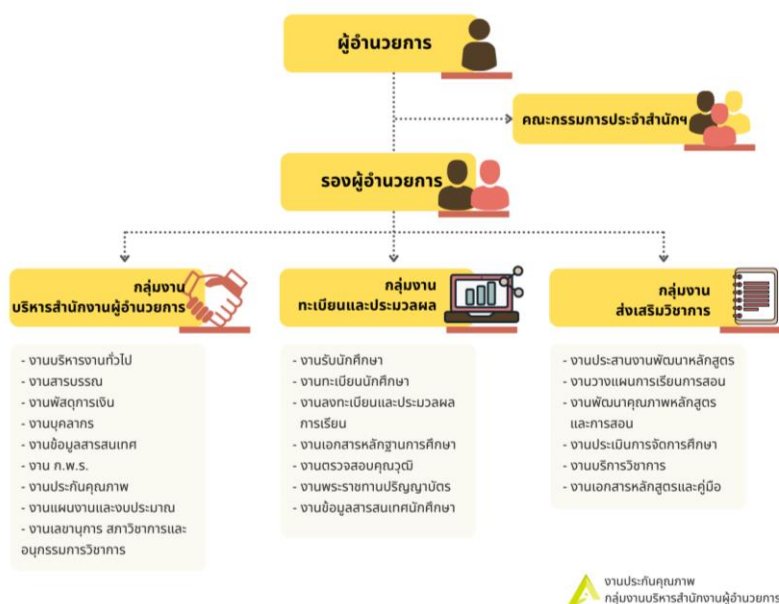 ผู้อำนวยการ
คณะกรรมการประจำสำนักฯ
รองผู้อำนวยการ
กลุ่มงาน
บริหารสำนักงานผู้อำนวยการ
- งานบริหารงานทั่วไป
- งานสารบรรณ
- งานพัสดุการเงิน
- งานบุคลากร
- งานข้อมูลสารสนเทศ
- งาน ก.พ.ร.
- งานประกันคุณภาพ
- งานแผนงานและงบประมาณ
- งานเลขานุการ สภาวิชาการและ
อนุกรรมการวิชาการ
กลุ่มงาน
ทะเบียนและประมวลผล
- งานรับนักศึกษา
- งานทะเบียนนักศึกษา
- งานลงทะเบียนและประมวลผล
การเรียน
- งานเอกสารหลักฐานการศึกษา
- งานตรวจสอบคุณวุฒิ
- งานพระราชทานปริญญาบัตร
- งานข้อมูลสารสนเทศนักศึกษา
กลุ่มงาน
ส่งเสริมวิชาการ
- งานประสานงานพัฒนาหลักสูตร
- งานวางแผนการเรียนการสอน
- งานพัฒนาคุณภาพหลักสูตร
และการสอน
- งานประเมินการจัดการศึกษา
- งานบริการวิชาการ
- งานเอกสารหลักสูตรและคู่มือ
งานประกันคุณภาพ
กลุ่มงานบริหารสำนักงานผู้อำนวยการ